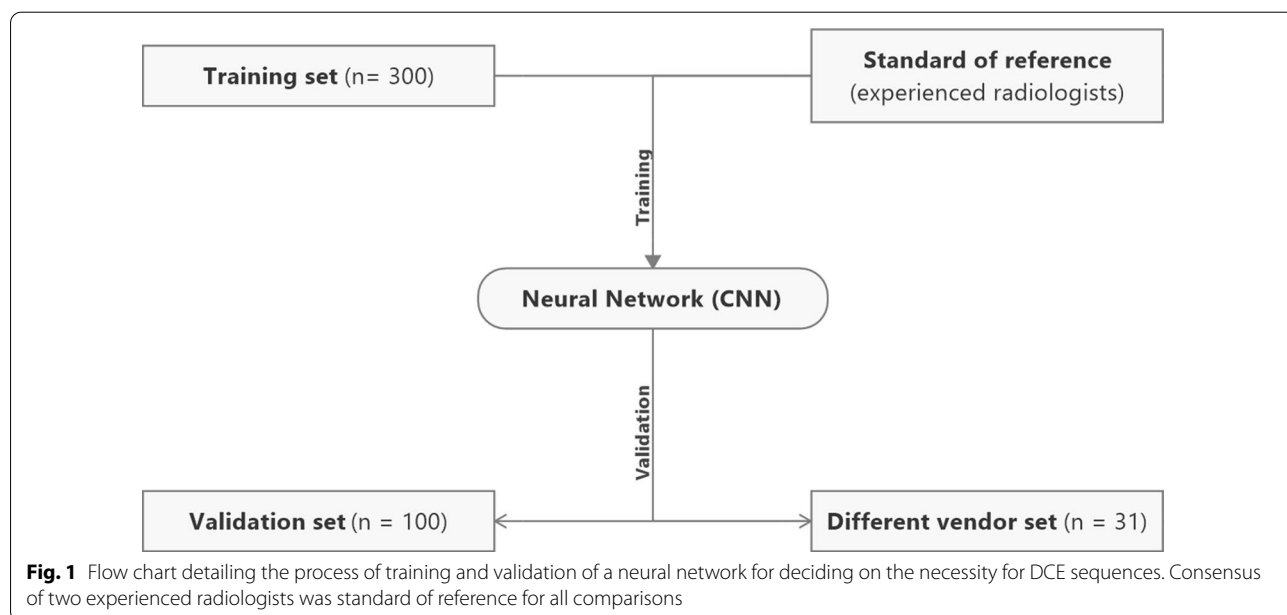 Training set (n= 300)
Standard of reference
(experienced radiologists)
Training
Neural Network (CNN)
Validation
Validation set (n = 100)
Different vendor set (n = 31)
Fig. 1 Flow chart detailing the process of training and validation of a neural network for deciding on the necessity for DCE sequences. Consensus
of two experienced radiologists was standard of reference for all comparisons